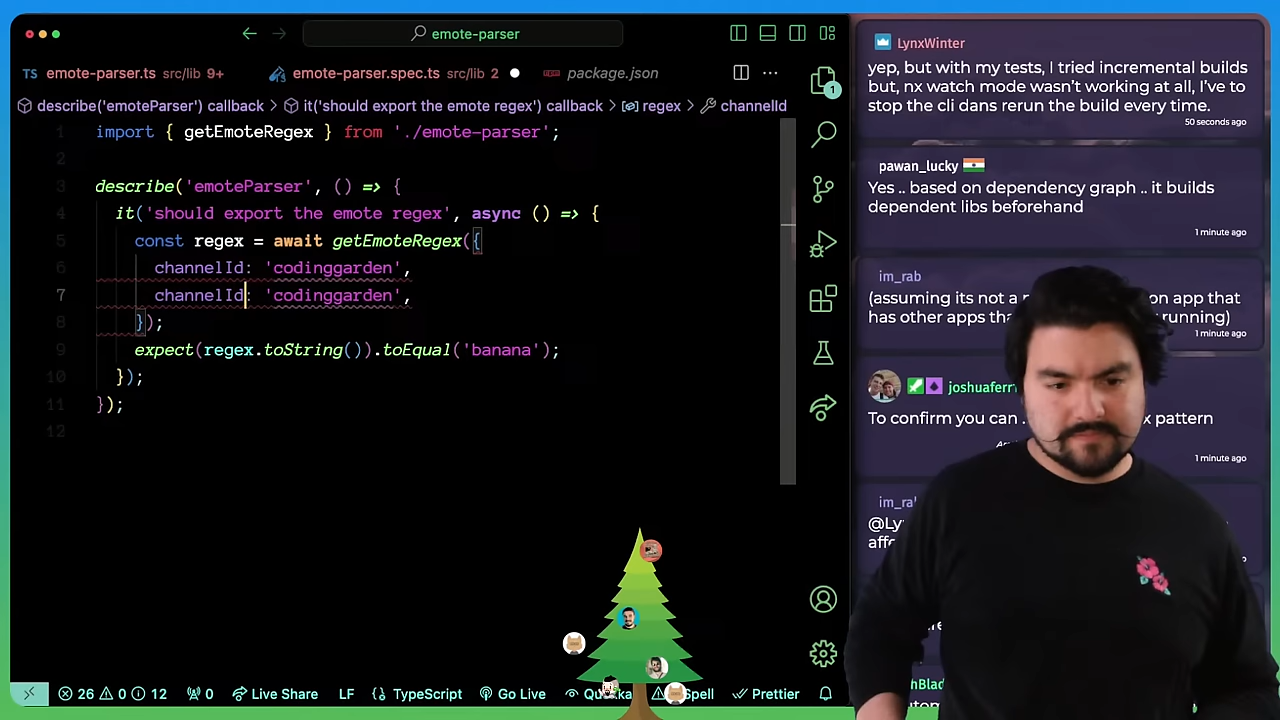 emote-parser
TS emote-parser.ts src/lib 9+ emote-parser.spec.ts src/lib 2 package.json
describe('emoteParser') callback > it('should export the emote regex') callback > regex > channelId
1 import { getEmoteRegex } from './emote-parser';
2
3 describe('emoteParser', () => {
4 it('should export the emote regex', async () => {
5 const regex = await getEmoteRegex({
6 channelId: 'codinggarden',
7 channelId: 'codinggarden',
8 });
9 expect(regex.toString()).toEqual('banana');
10 });
11 });
12
26 0 12 0 Live Share LF TypeScript Go Live Spell Prettier
1
LynxWinter
yep, but with my tests, I tried incremental builds
but, nx watch mode wasn't working at all, I've to
stop the cli dans rerun the build every time.
50 seconds ago
pawan_lucky
Yes .. based on dependency graph .. it builds
dependent libs beforehand
1 minute ago
im_rab
(assuming its not a on app that
has other apps running)
1 minute ago
To confirm you can pattern
1 minute ago